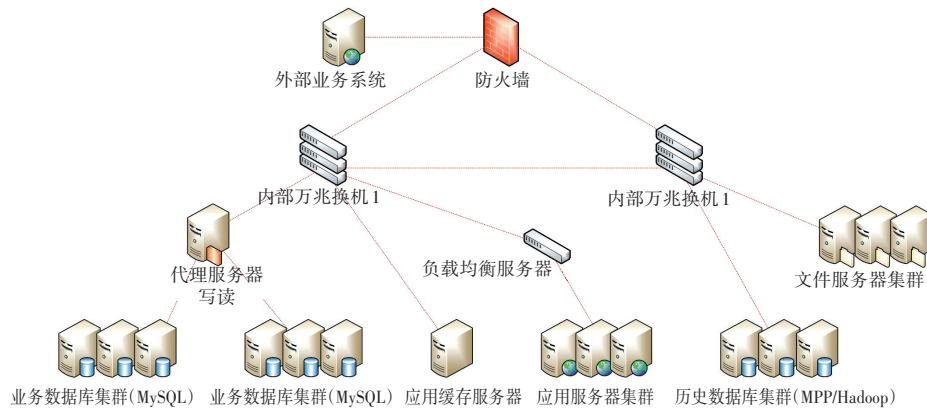 外部业务系统
防火墙
内部万兆换机1
内部万兆换机1
代理服务器
写读
负载均衡服务器
文件服务器集群
业务数据库集群(MySQL)
业务数据库集群(MySQL)
应用缓存服务器
应用服务器集群
历史数据库集群(MPP/Hadoop)